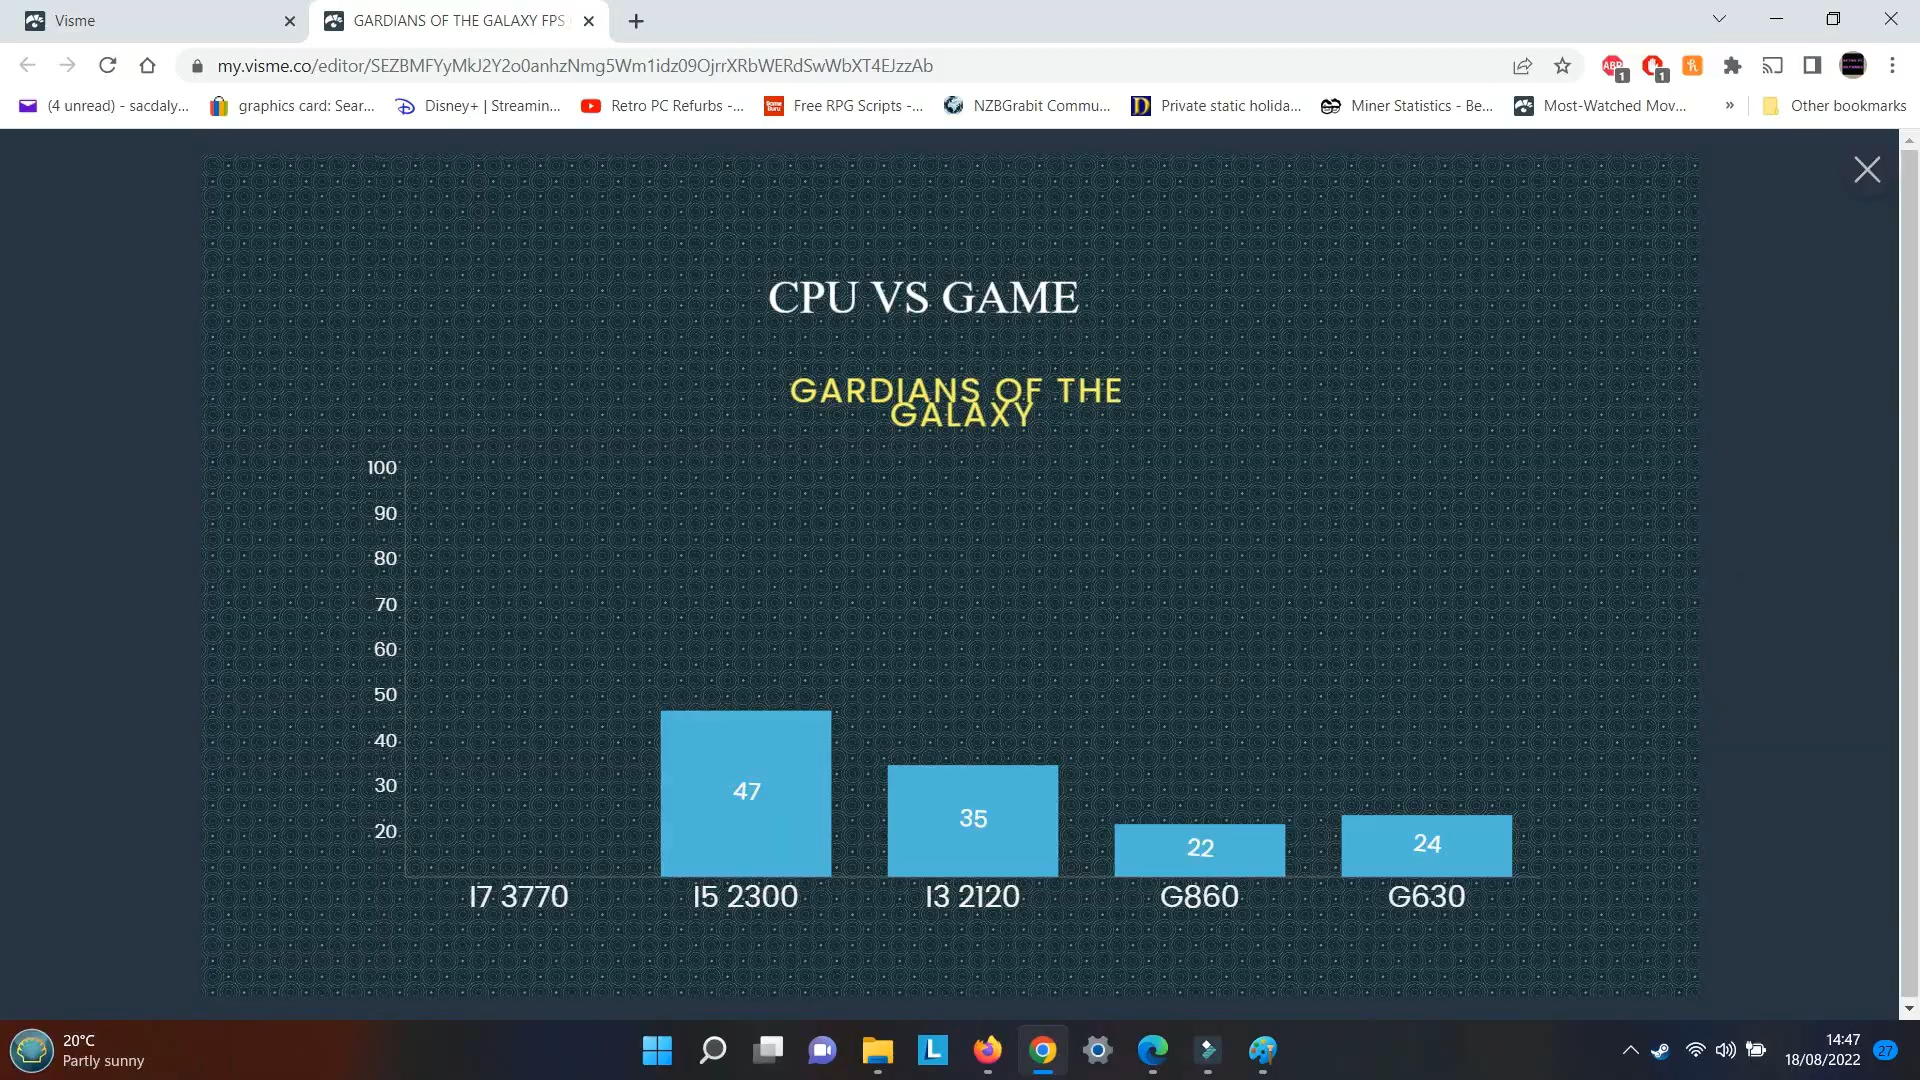 Visme
GARDIANS OF THE GALAXY FPS
my.visme.co/editor/SEZBMFYyMkJ2Y2o0anhzNmg5Wm1idz09OjrrXRbWERdSwWbXT4EJzzAb
ABP 1 1
(4 unread) - sacdaly... graphics card: Sear... Disney+ | Streamin... Retro PC Refurbs -... Free RPG Scripts -... NZBGrabit Commu... Private static holida... Miner Statistics - Be... Most-Watched Mov... » Other bookmarks
CPU VS GAME
GARDIANS OF THE
GALAXY
100
90
80
70
60
50
40
30
20
47
35
22
24
I7 3770 I5 2300 I3 2120 G860 G630
20°C
Partly sunny
L
14:47
18/08/2022
27